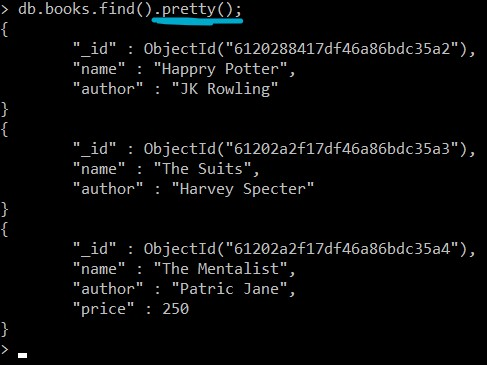 > db.books.find().pretty();
{
        "_id" : ObjectId("6120288417df46a86bdc35a2"),
        "name" : "Happry Potter",
        "author" : "JK Rowling"
}
{
        "_id" : ObjectId("61202a2f17df46a86bdc35a3"),
        "name" : "The Suits",
        "author" : "Harvey Specter"
}
{
        "_id" : ObjectId("61202a2f17df46a86bdc35a4"),
        "name" : "The Mentalist",
        "author" : "Patric Jane",
        "price" : 250
}
>